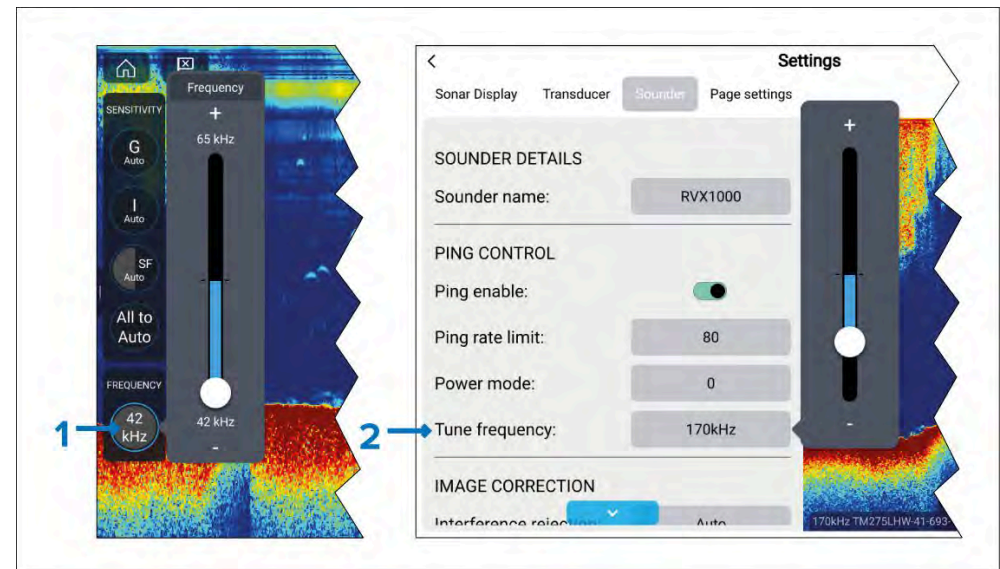 Frequency
+
65 kHz
SENSITIVITY
G
Auto
I
Auto
SF
Auto
All to
Auto
FREQUENCY
42
kHz
42 kHz
-
1
<
Settings
Sonar Display Transducer Sounder Page settings
SOUNDER DETAILS
Sounder name: RVX1000
PING CONTROL
Ping enable:
Ping rate limit: 80
Power mode: 0
2
Tune frequency: 170kHz
IMAGE CORRECTION
Interference rejection: Auto
+
-
170kHz TM275LHW-41-693-